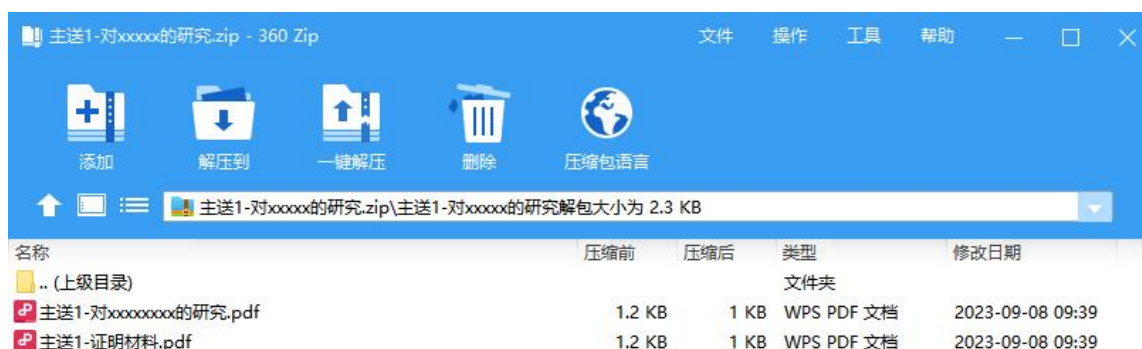 主送1-对xxxxx的研究.zip - 360 Zip 文件 操作 工具 帮助
添加 解压到 一键解压 删除 压缩包语言
主送1-对xxxxx的研究.zip\主送1-对xxxxx的研究解包大小为 2.3 KB
名称 压缩前 压缩后 类型 修改日期
.. (上级目录) 文件夹
主送1-对xxxxxxxx的研究.pdf 1.2 KB 1 KB WPS PDF 文档 2023-09-08 09:39
主送1-证明材料.pdf 1.2 KB 1 KB WPS PDF 文档 2023-09-08 09:39